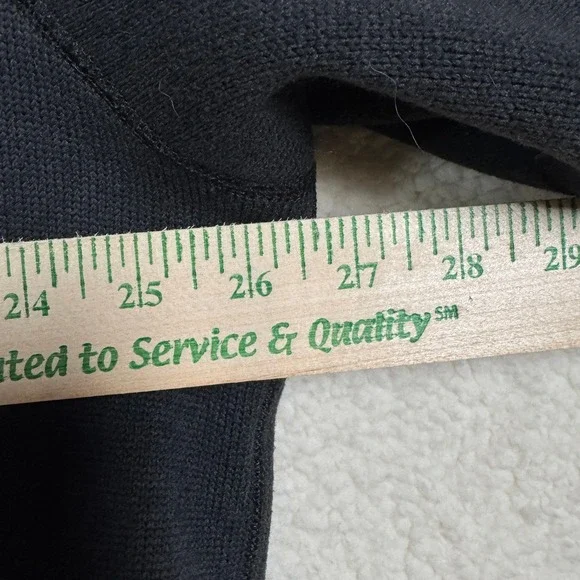 24 25 26 27 28 29
ated to Service & Quality℠